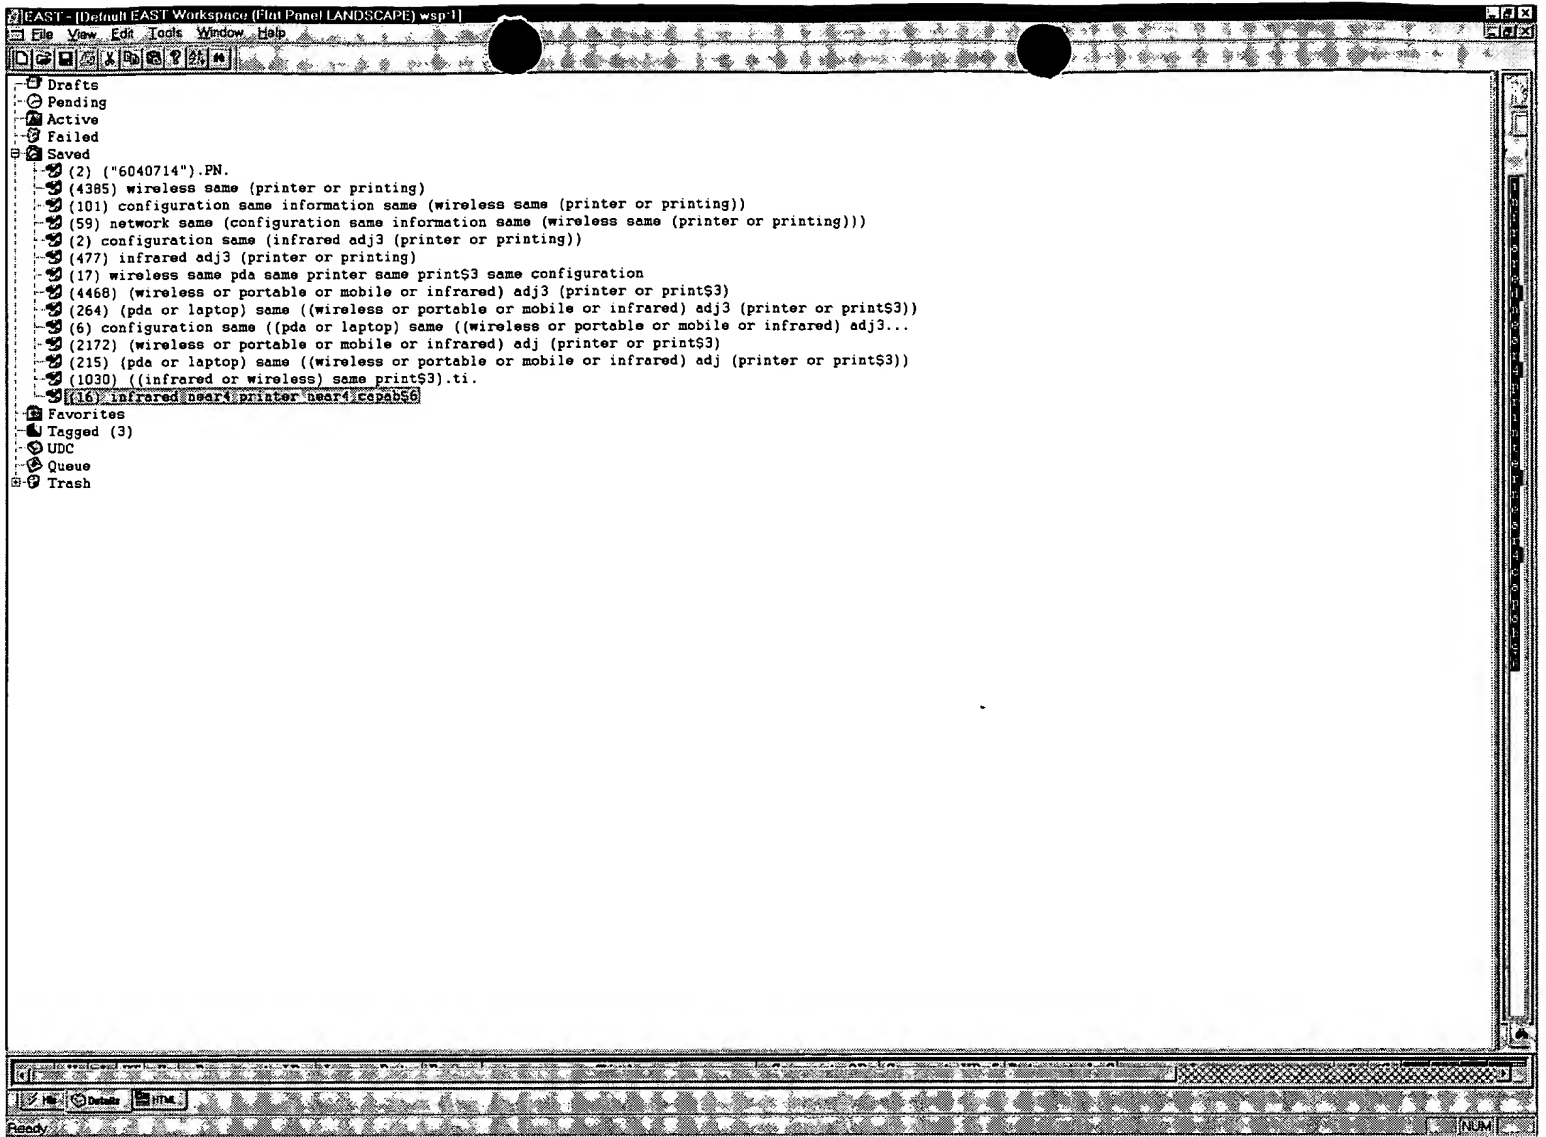 EAST - [Default EAST Workspace (Flat Panel LANDSCAPE) wsp:1]
File View Edit Tools Window Help
Drafts
Pending
Active
Failed
Saved
(2) ("6040714").PN.
(4385) wireless same (printer or printing)
(101) configuration same information same (wireless same (printer or printing))
(59) network same (configuration same information same (wireless same (printer or printing)))
(2) configuration same (infrared adj3 (printer or printing))
(477) infrared adj3 (printer or printing)
(17) wireless same pda same printer same print$3 same configuration
(4468) (wireless or portable or mobile or infrared) adj3 (printer or print$3)
(264) (pda or laptop) same ((wireless or portable or mobile or infrared) adj3 (printer or print$3))
(6) configuration same ((pda or laptop) same ((wireless or portable or mobile or infrared) adj3...
(2172) (wireless or portable or mobile or infrared) adj (printer or print$3)
(215) (pda or laptop) same ((wireless or portable or mobile or infrared) adj (printer or print$3))
(1030) ((infrared or wireless) same print$3).ti.
(16) infrared near4 printer near4 capab$6
Favorites
Tagged (3)
UDC
Queue
Trash
Details HTML
Ready NUM